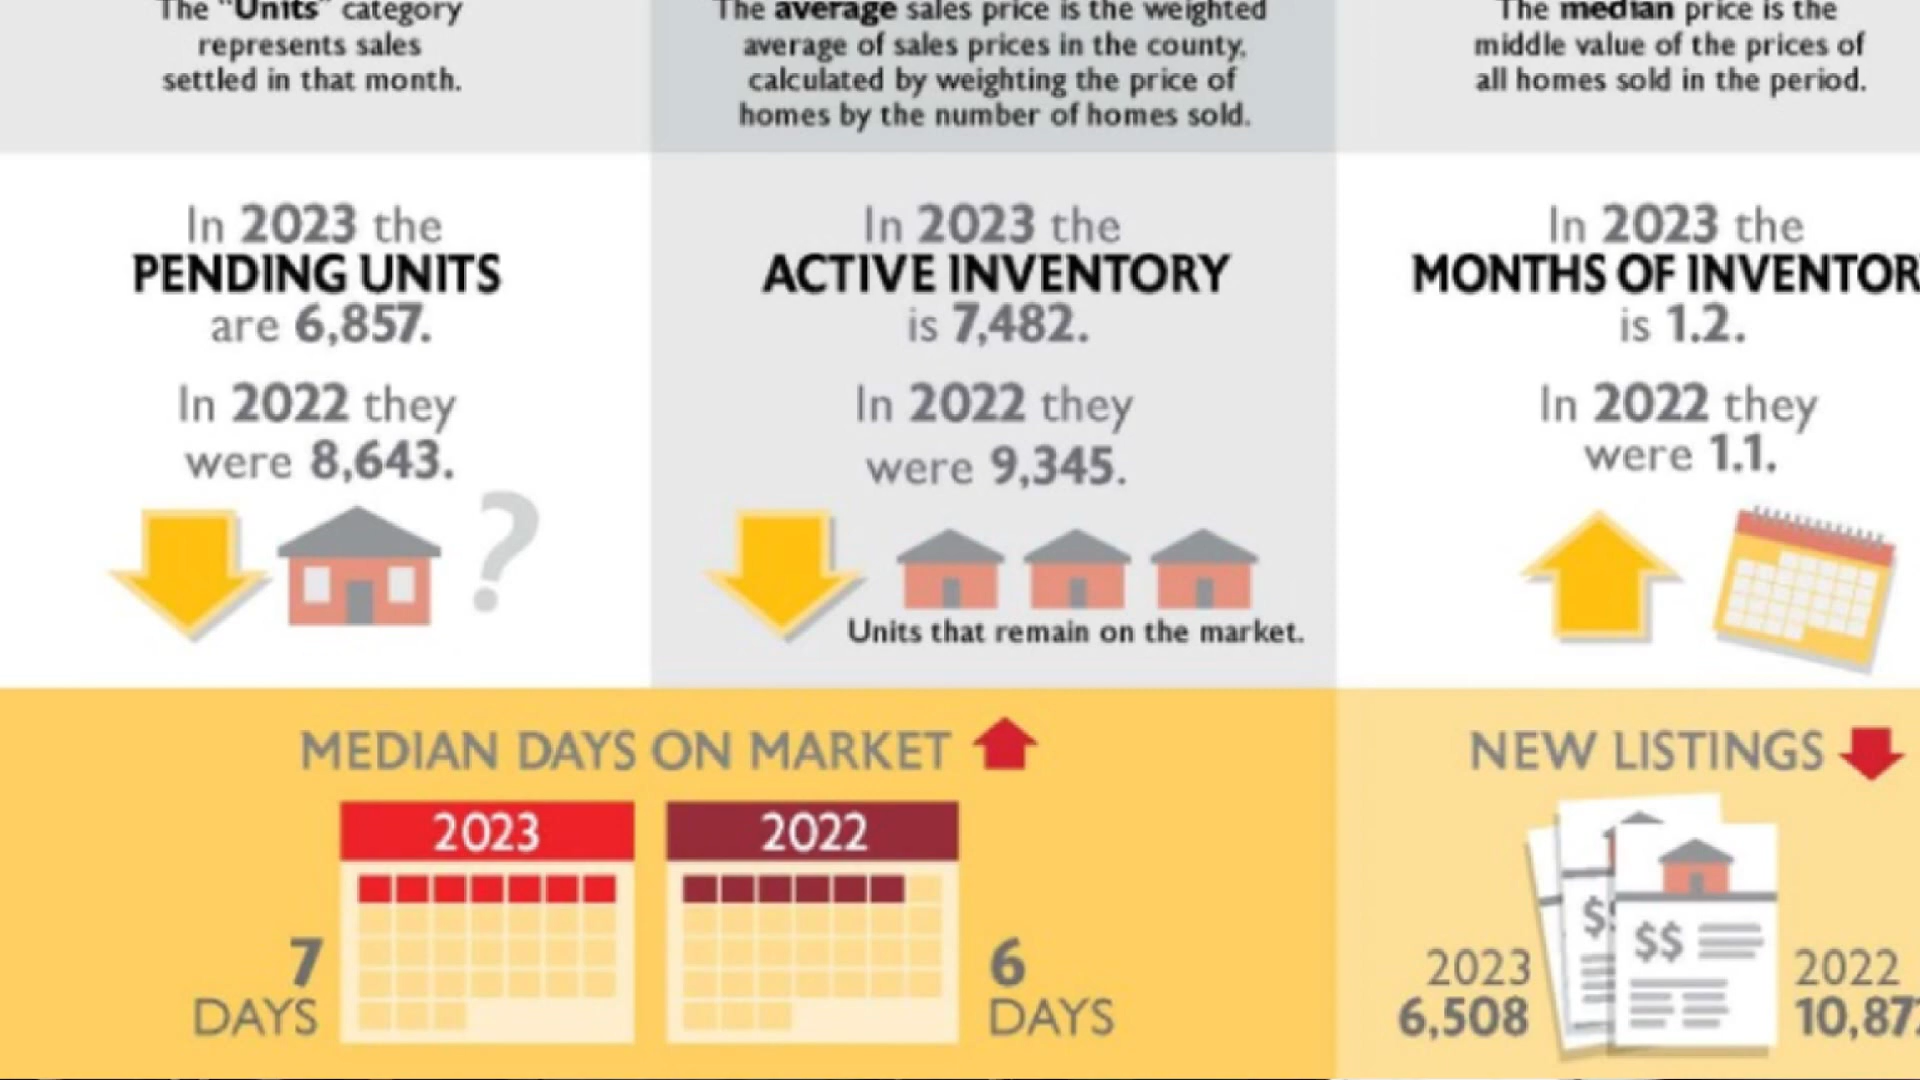 The "Units" category
represents sales
settled in that month.
The average sales price is the weighted
average of sales prices in the county,
calculated by weighting the price of
homes by the number of homes sold.
The median price is the
middle value of the prices of
all homes sold in the period.
In 2023 the
PENDING UNITS
are 6,857.
In 2022 they
were 8,643.
?
In 2023 the
ACTIVE INVENTORY
is 7,482.
In 2022 they
were 9,345.
Units that remain on the market.
In 2023 the
MONTHS OF INVENTOR
is 1.2.
In 2022 they
were 1.1.
MEDIAN DAYS ON MARKET
2023
7
DAYS
2022
6
DAYS
NEW LISTINGS
$
$$
2023
6,508
2022
10,87